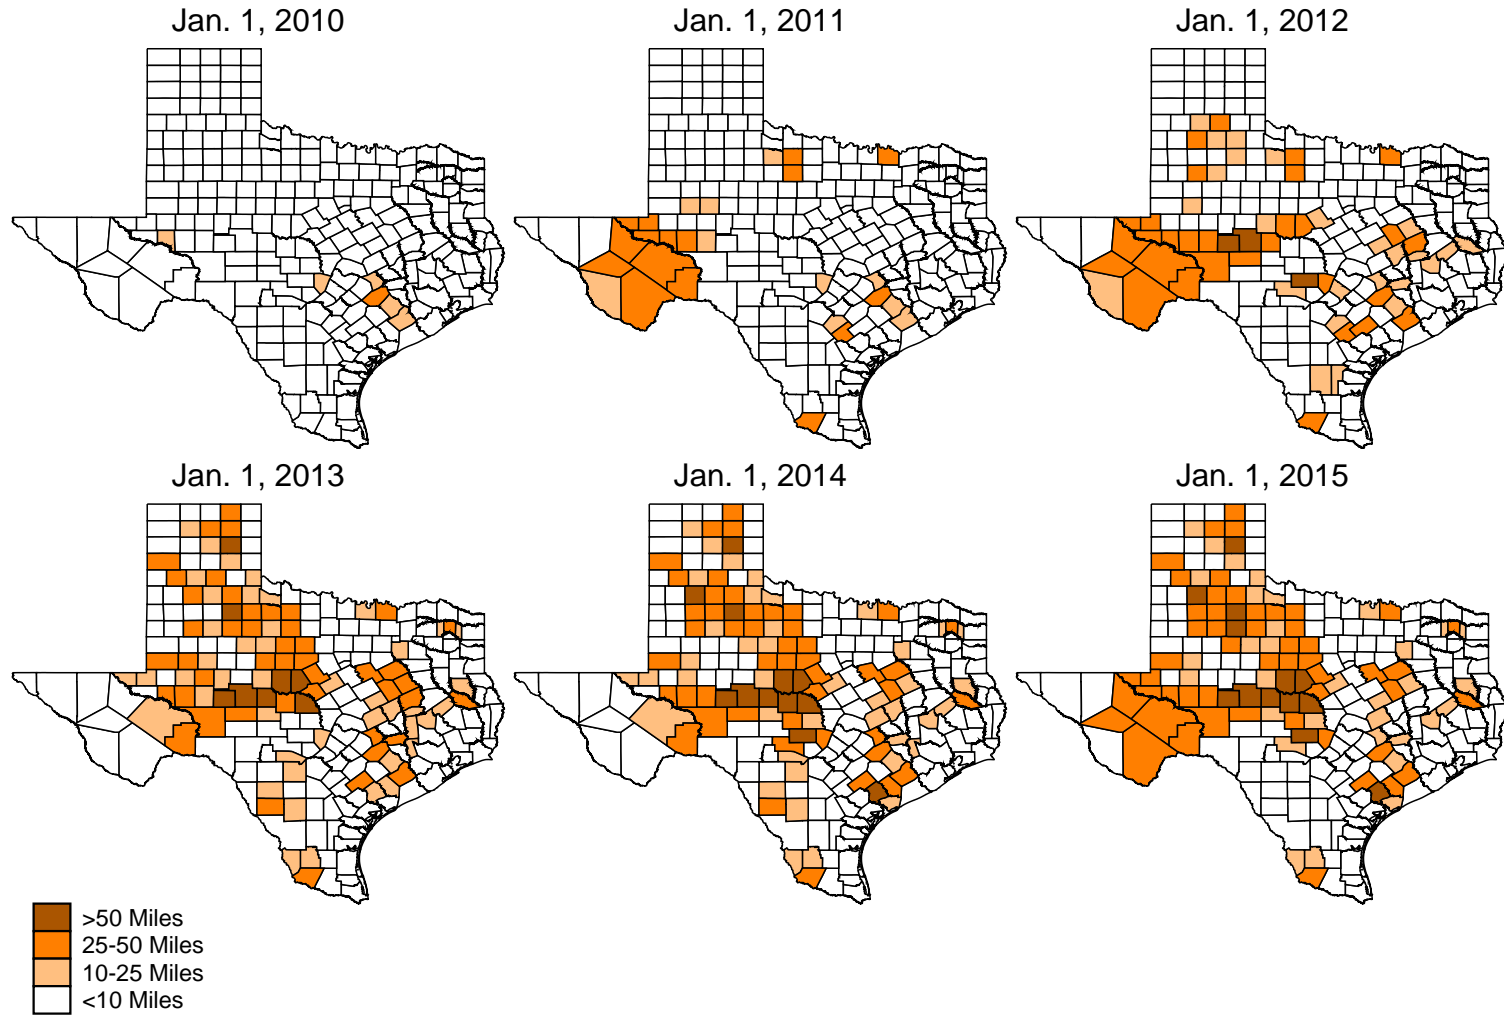 Jan. 1, 2010
Jan. 1, 2011
Jan. 1, 2012
Jan. 1, 2013
Jan. 1, 2014
Jan. 1, 2015
>50 Miles
25-50 Miles
10-25 Miles
<10 Miles